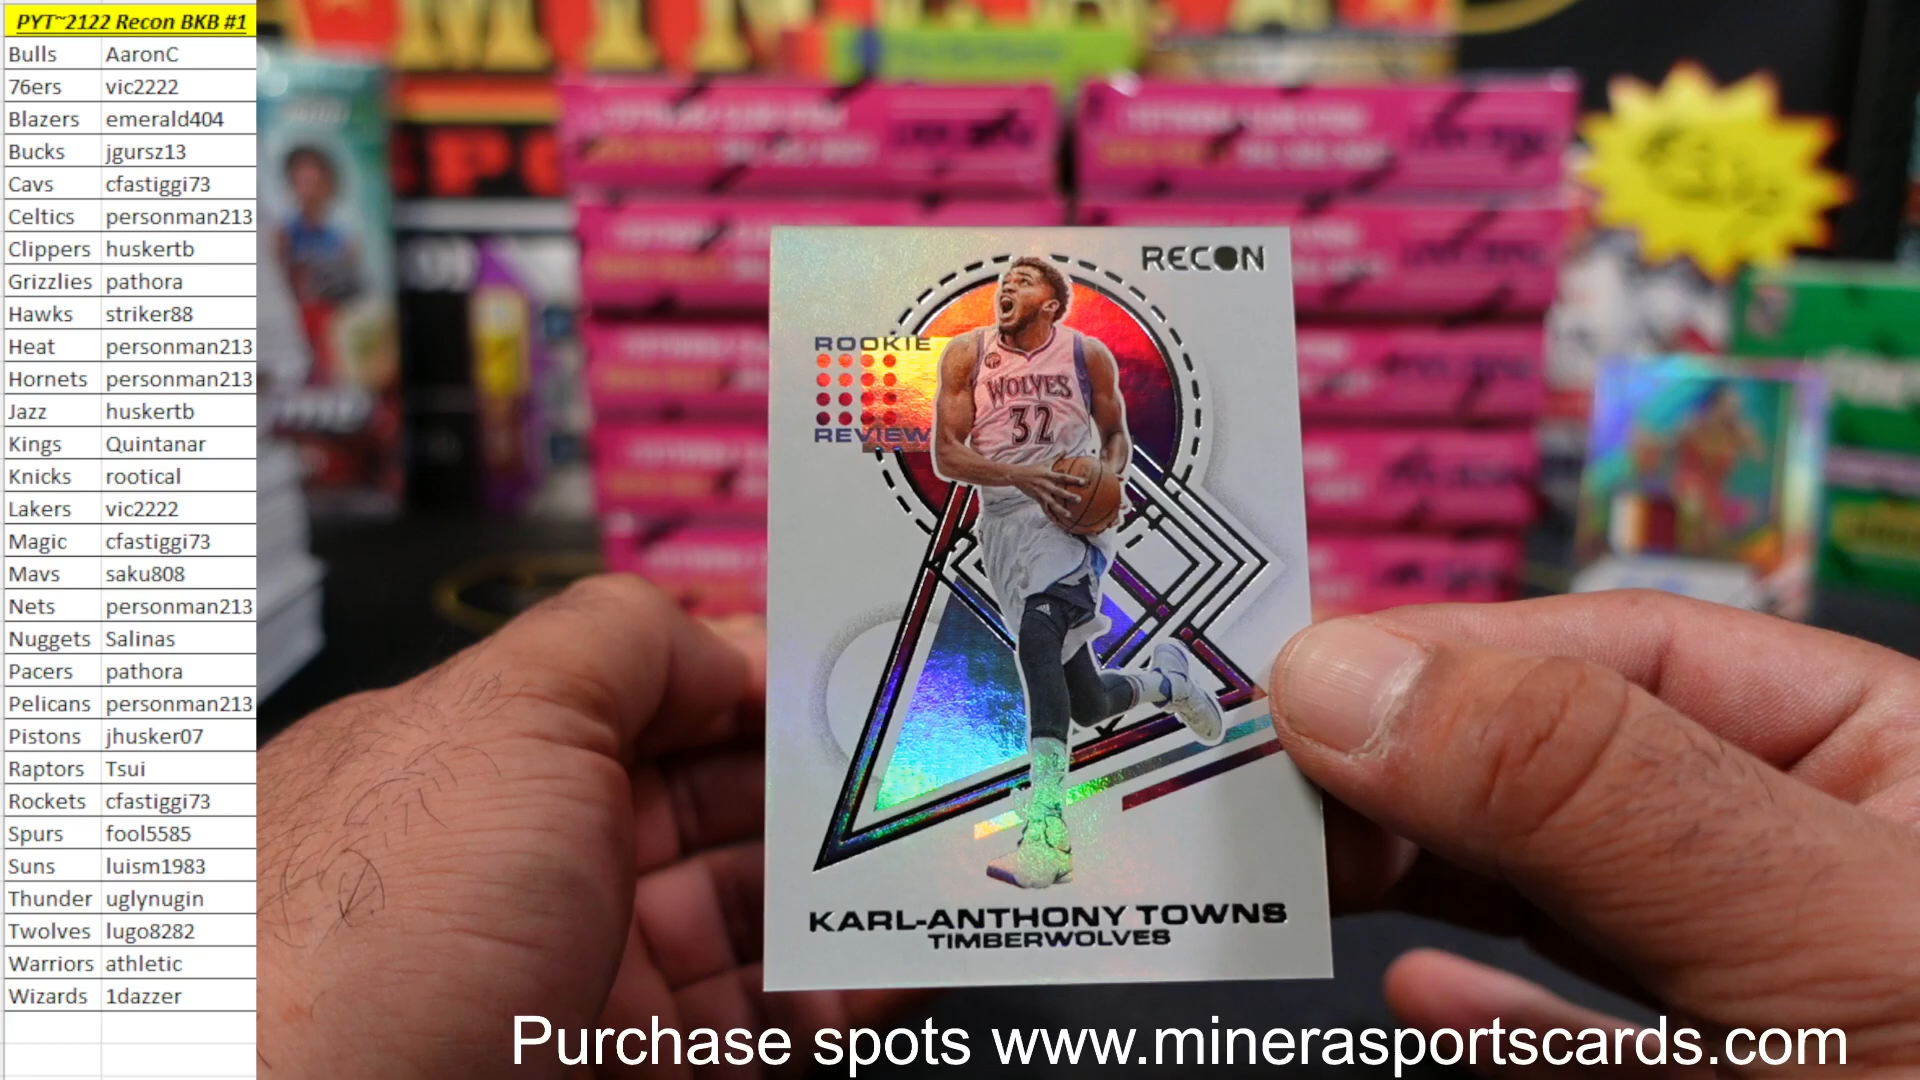 PYT~2122 Recon BKB #1
Bulls AaronC
76ers vic2222
Blazers emerald404
Bucks jgursz13
Cavs cfastiggi73
Celtics personman213
Clippers huskertb
Grizzlies pathora
Hawks striker88
Heat personman213
Hornets personman213
Jazz huskertb
Kings Quintanar
Knicks rootical
Lakers vic2222
Magic cfastiggi73
Mavs saku808
Nets personman213
Nuggets Salinas
Pacers pathora
Pelicans personman213
Pistons jhusker07
Raptors Tsui
Rockets cfastiggi73
Spurs fool5585
Suns luism1983
Thunder uglynugin
Twolves lugo8282
Warriors athletic
Wizards 1dazzer
RECON
ROOKIE
REVIEW
WOLVES
32
KARL-ANTHONY TOWNS
TIMBERWOLVES
Purchase spots www.minerasportscards.com